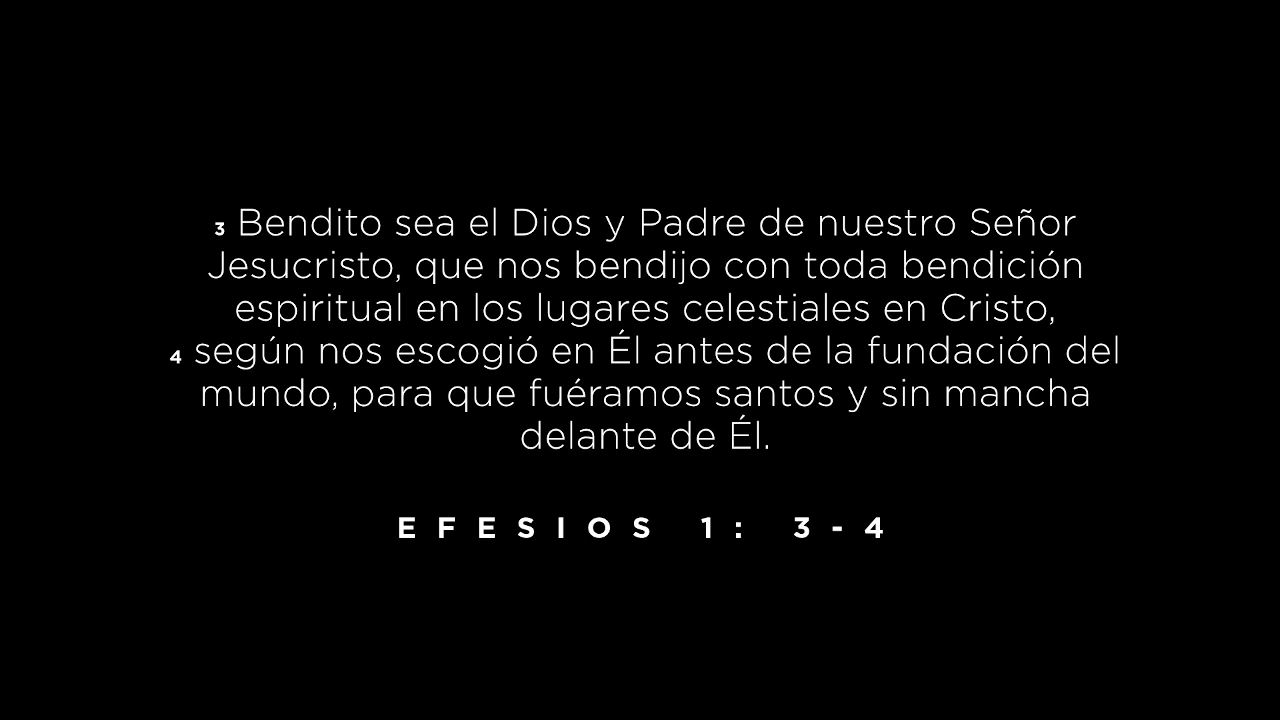 3 Bendito sea el Dios y Padre de nuestro Señor
Jesucristo, que nos bendijo con toda bendición
espiritual en los lugares celestiales en Cristo,
4 según nos escogió en Él antes de la fundación del
mundo, para que fuéramos santos y sin mancha
delante de Él.
EFESIOS 1: 3-4